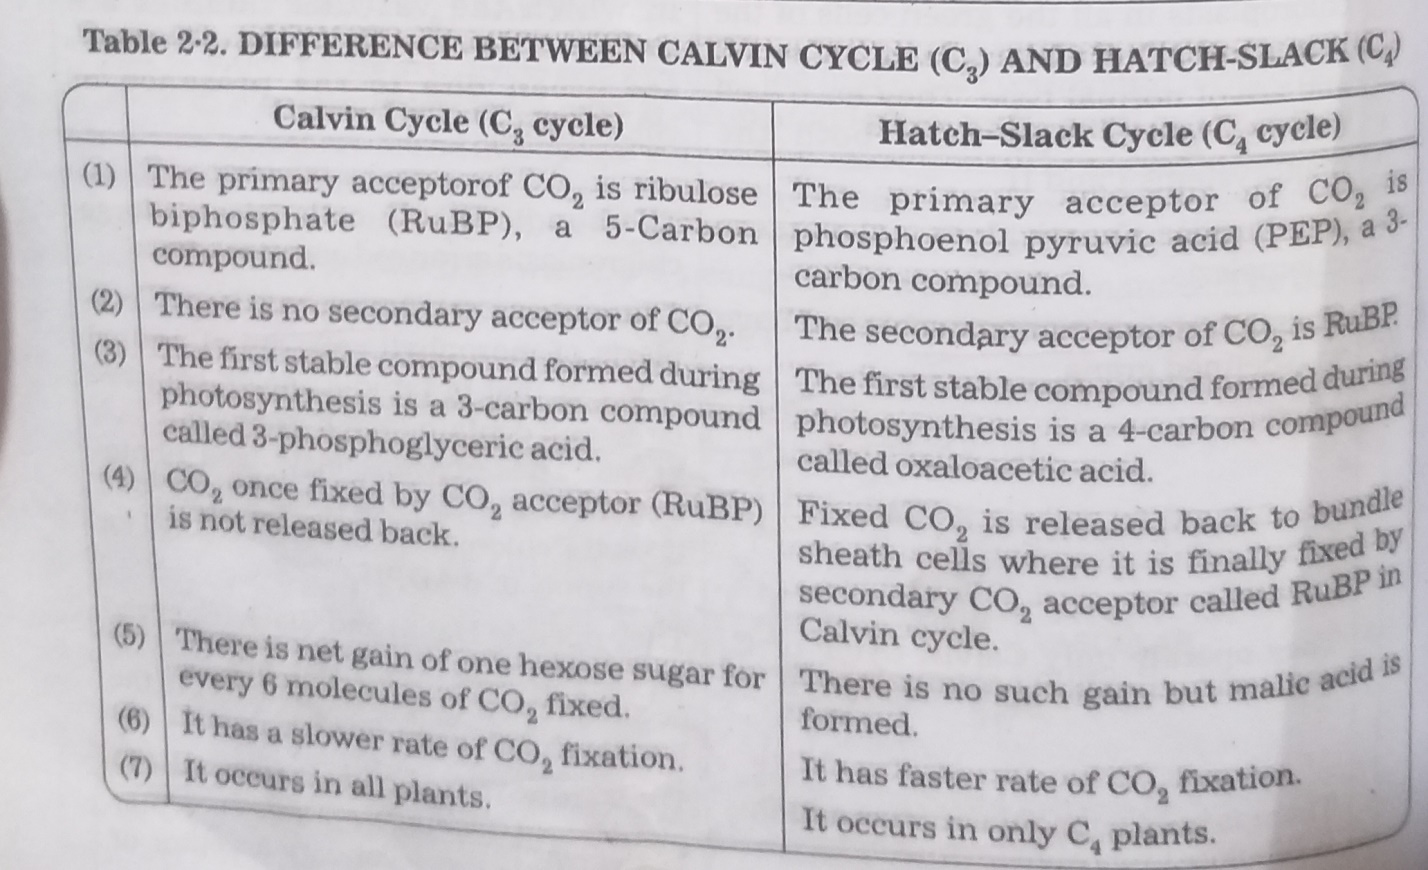 Table 2·2. DIFFERENCE BETWEEN CALVIN CYCLE (C₃) AND HATCH-SLACK (C₄)
Calvin Cycle (C₃ cycle)
Hatch–Slack Cycle (C₄ cycle)
(1) The primary acceptorof CO₂ is ribulose
biphosphate (RuBP), a 5-Carbon
compound.
The primary acceptor of CO₂ is
phosphoenol pyruvic acid (PEP), a 3-
carbon compound.
(2) There is no secondary acceptor of CO₂.
The secondary acceptor of CO₂ is RuBP.
(3) The first stable compound formed during
photosynthesis is a 3-carbon compound
called 3-phosphoglyceric acid.
The first stable compound formed during
photosynthesis is a 4-carbon compound
called oxaloacetic acid.
(4) CO₂ once fixed by CO₂ acceptor (RuBP)
is not released back.
Fixed CO₂ is released back to bundle
sheath cells where it is finally fixed by
secondary CO₂ acceptor called RuBP in
Calvin cycle.
(5) There is net gain of one hexose sugar for
every 6 molecules of CO₂ fixed.
There is no such gain but malic acid is
formed.
(6) It has a slower rate of CO₂ fixation.
It has faster rate of CO₂ fixation.
(7) It occurs in all plants.
It occurs in only C₄ plants.